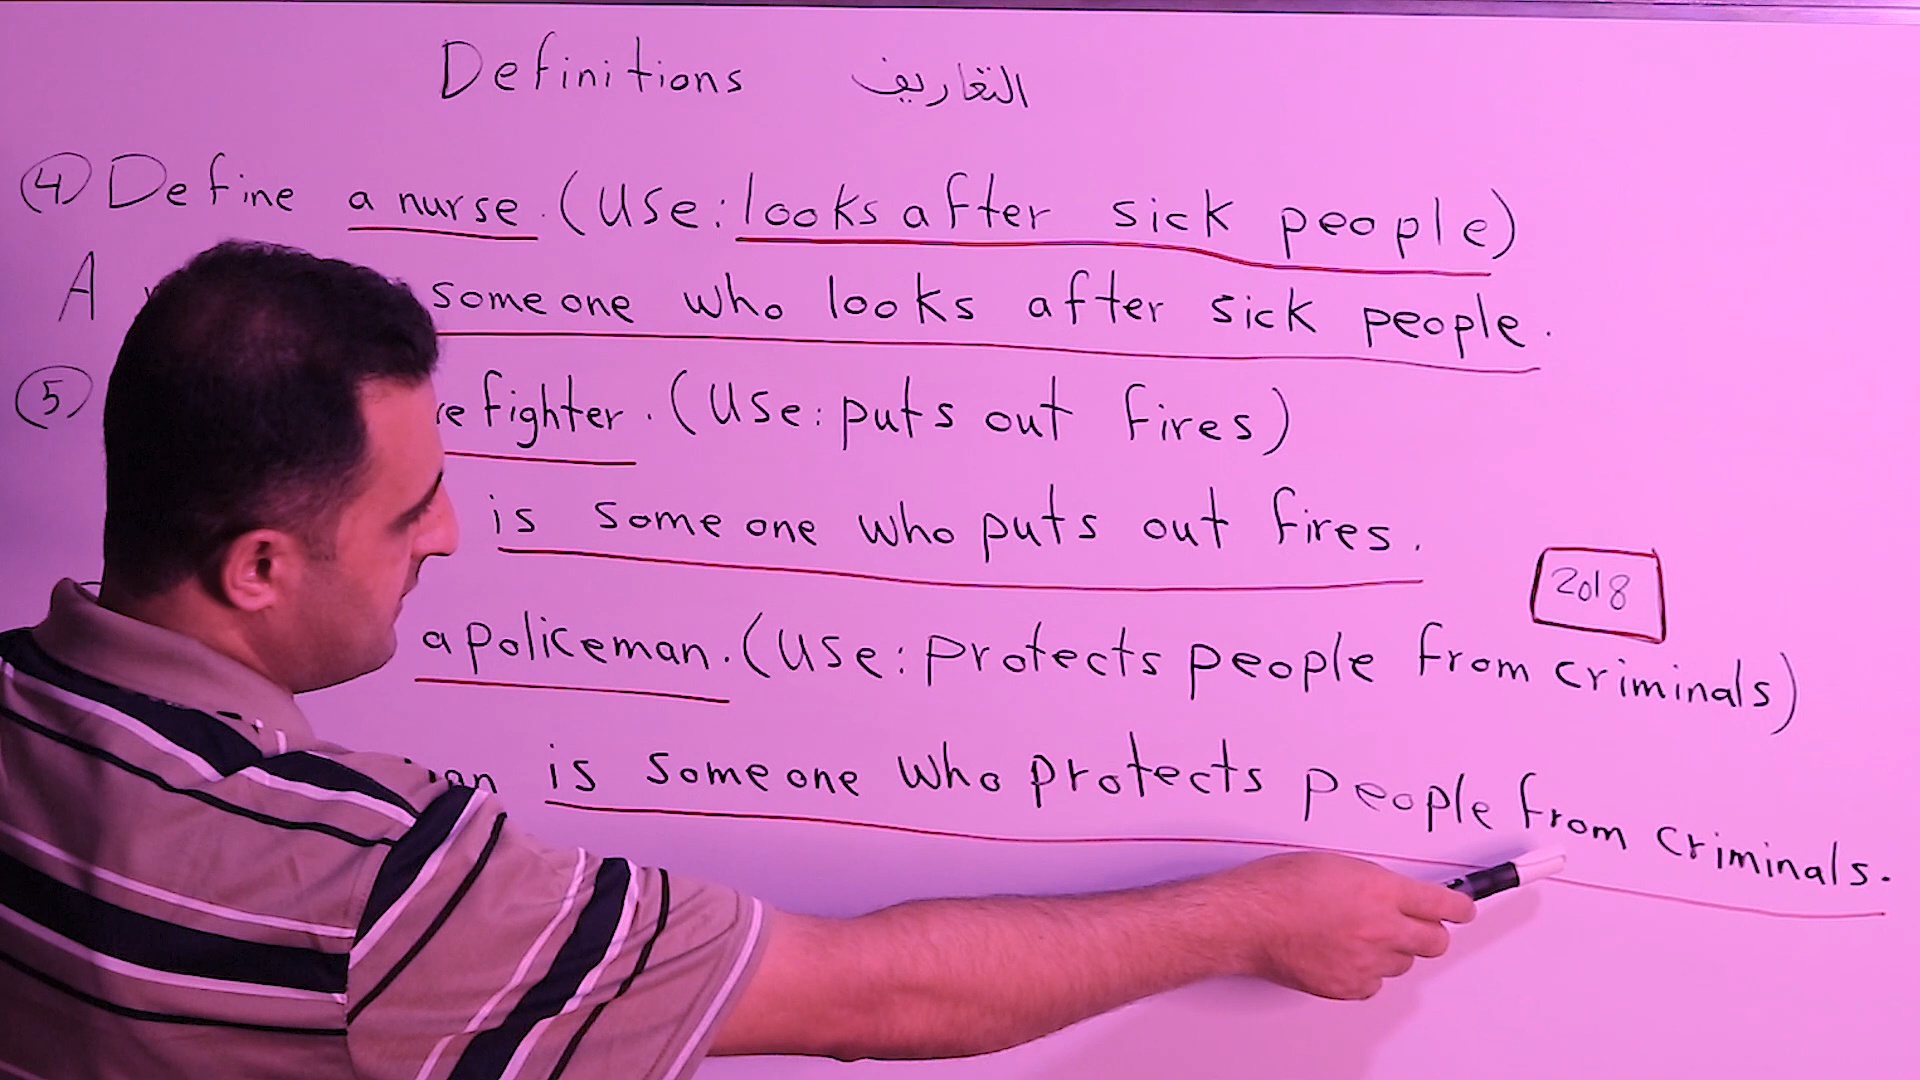 Definitions التعاريف
④ Define a nurse. (Use: looks after sick people)
A someone who looks after sick people.
⑤ fighter. (Use: puts out fires)
is someone who puts out fires.
2018
a policeman. (Use: protects people from criminals)
is someone who protects people from criminals.